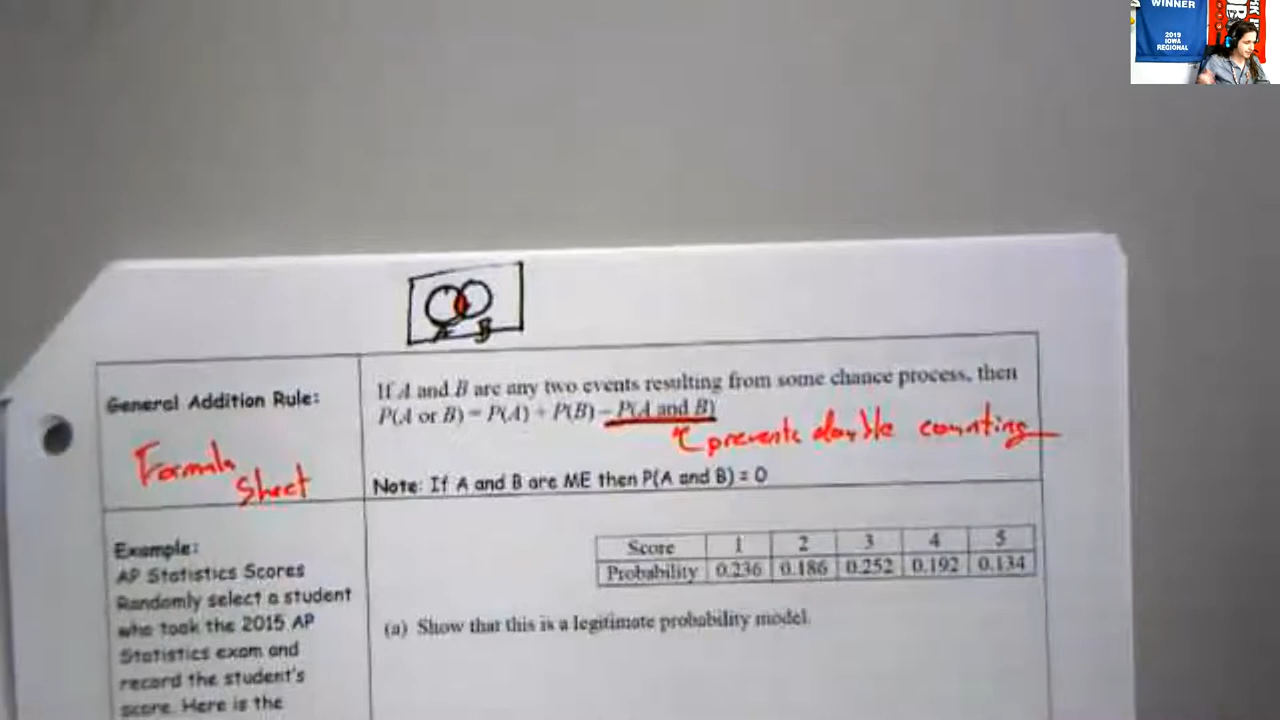 WINNER
2019
IOWA
REGIONAL
A B
General Addition Rule:
Formula
Sheet
If A and B are any two events resulting from some chance process, then
P(A or B) = P(A) + P(B) – P(A and B)
prevents double counting
Note: If A and B are ME then P(A and B) = 0
Example:
AP Statistics Scores
Randomly select a student
who took the 2015 AP
Statistics exam and
record the student's
score. Here is the
Score 1 2 3 4 5
Probability 0.236 0.186 0.252 0.192 0.134
(a) Show that this is a legitimate probability model.